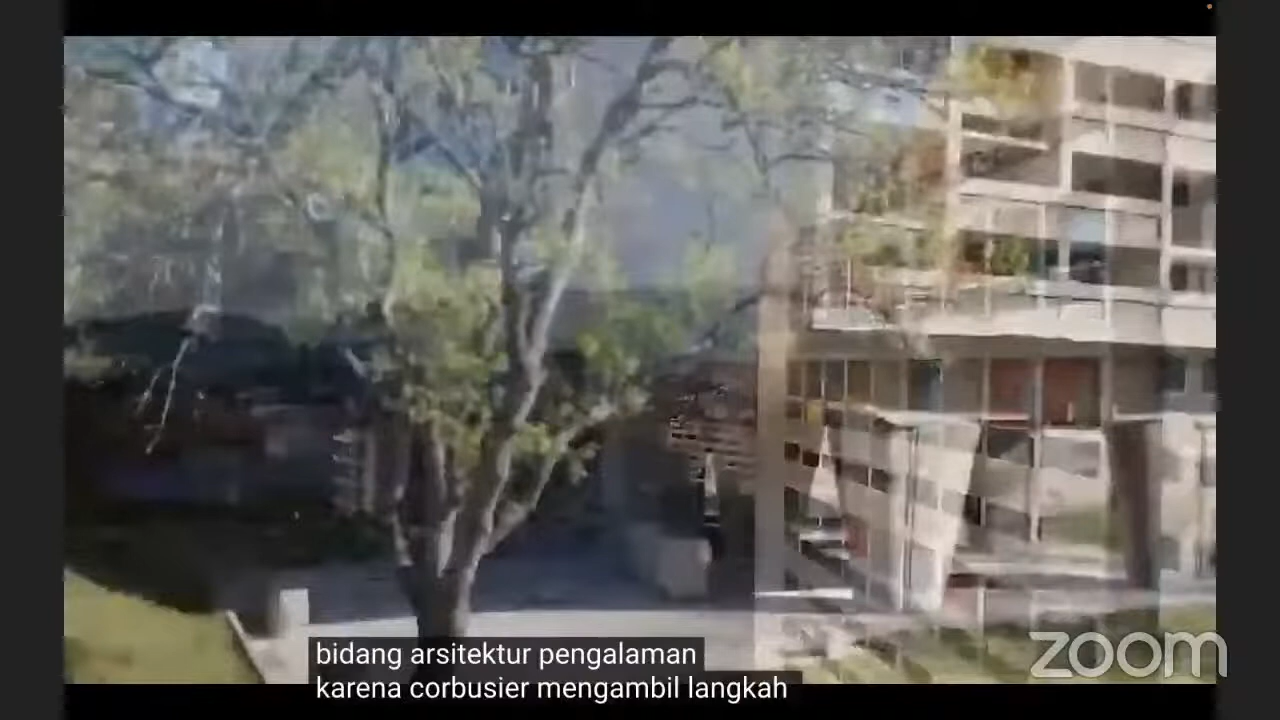 bidang arsitektur pengalaman
karena corbusier mengambil langkah
zoom